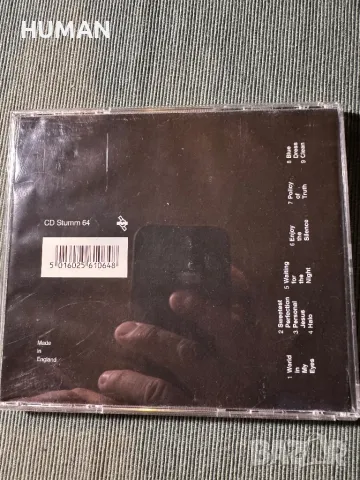 HUMAN
CD Stumm 64
5 016025 610648
Made
in
England
1 World
in
My
Eyes
2 Sweetest
Perfection
3 Personal
Jesus
4 Halo
5 Waiting
for
the
Night
6 Enjoy
the
Silence
7 Policy
of
Truth
8 Blue
Dress
9 Clean
BAZAR